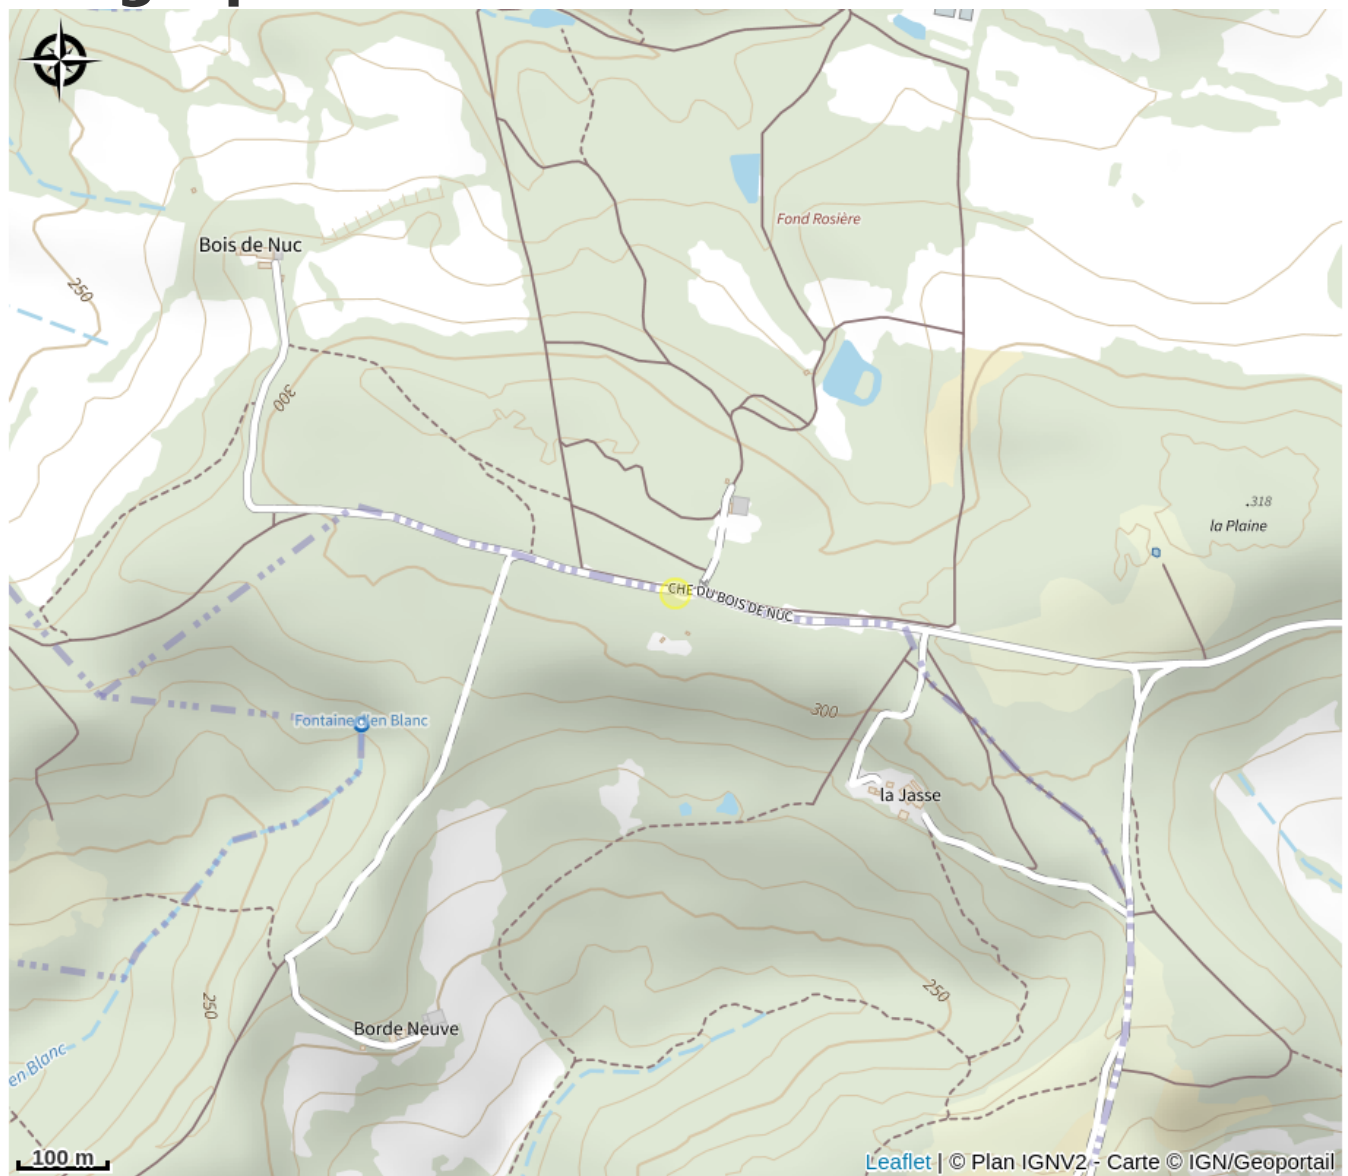 Bois de Nuc
Fond Rosière
250
300
.318
la Plaine
CHE DU BOIS DE NUC
300
Fontaine d'en Blanc
la Jasse
250
250
Borde Neuve
en Blanc
100 m
Leaflet | © Plan IGNV2 - Carte © IGN/Geoportail